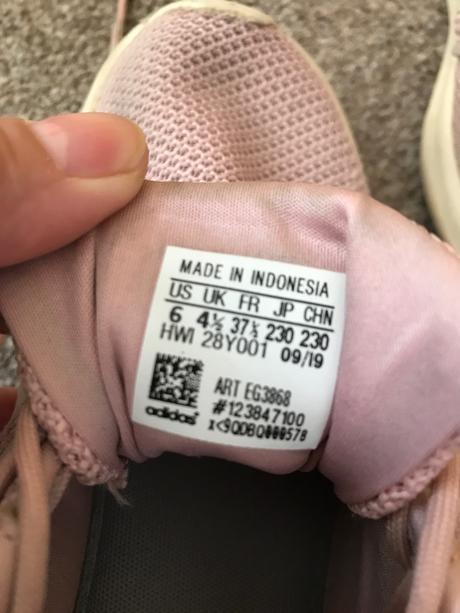 MADE IN INDONESIA
US UK FR JP CHN
6 4½ 37⅓ 230 230
HWI 28Y001 09/19
ART EG3868
#123847100
adidas